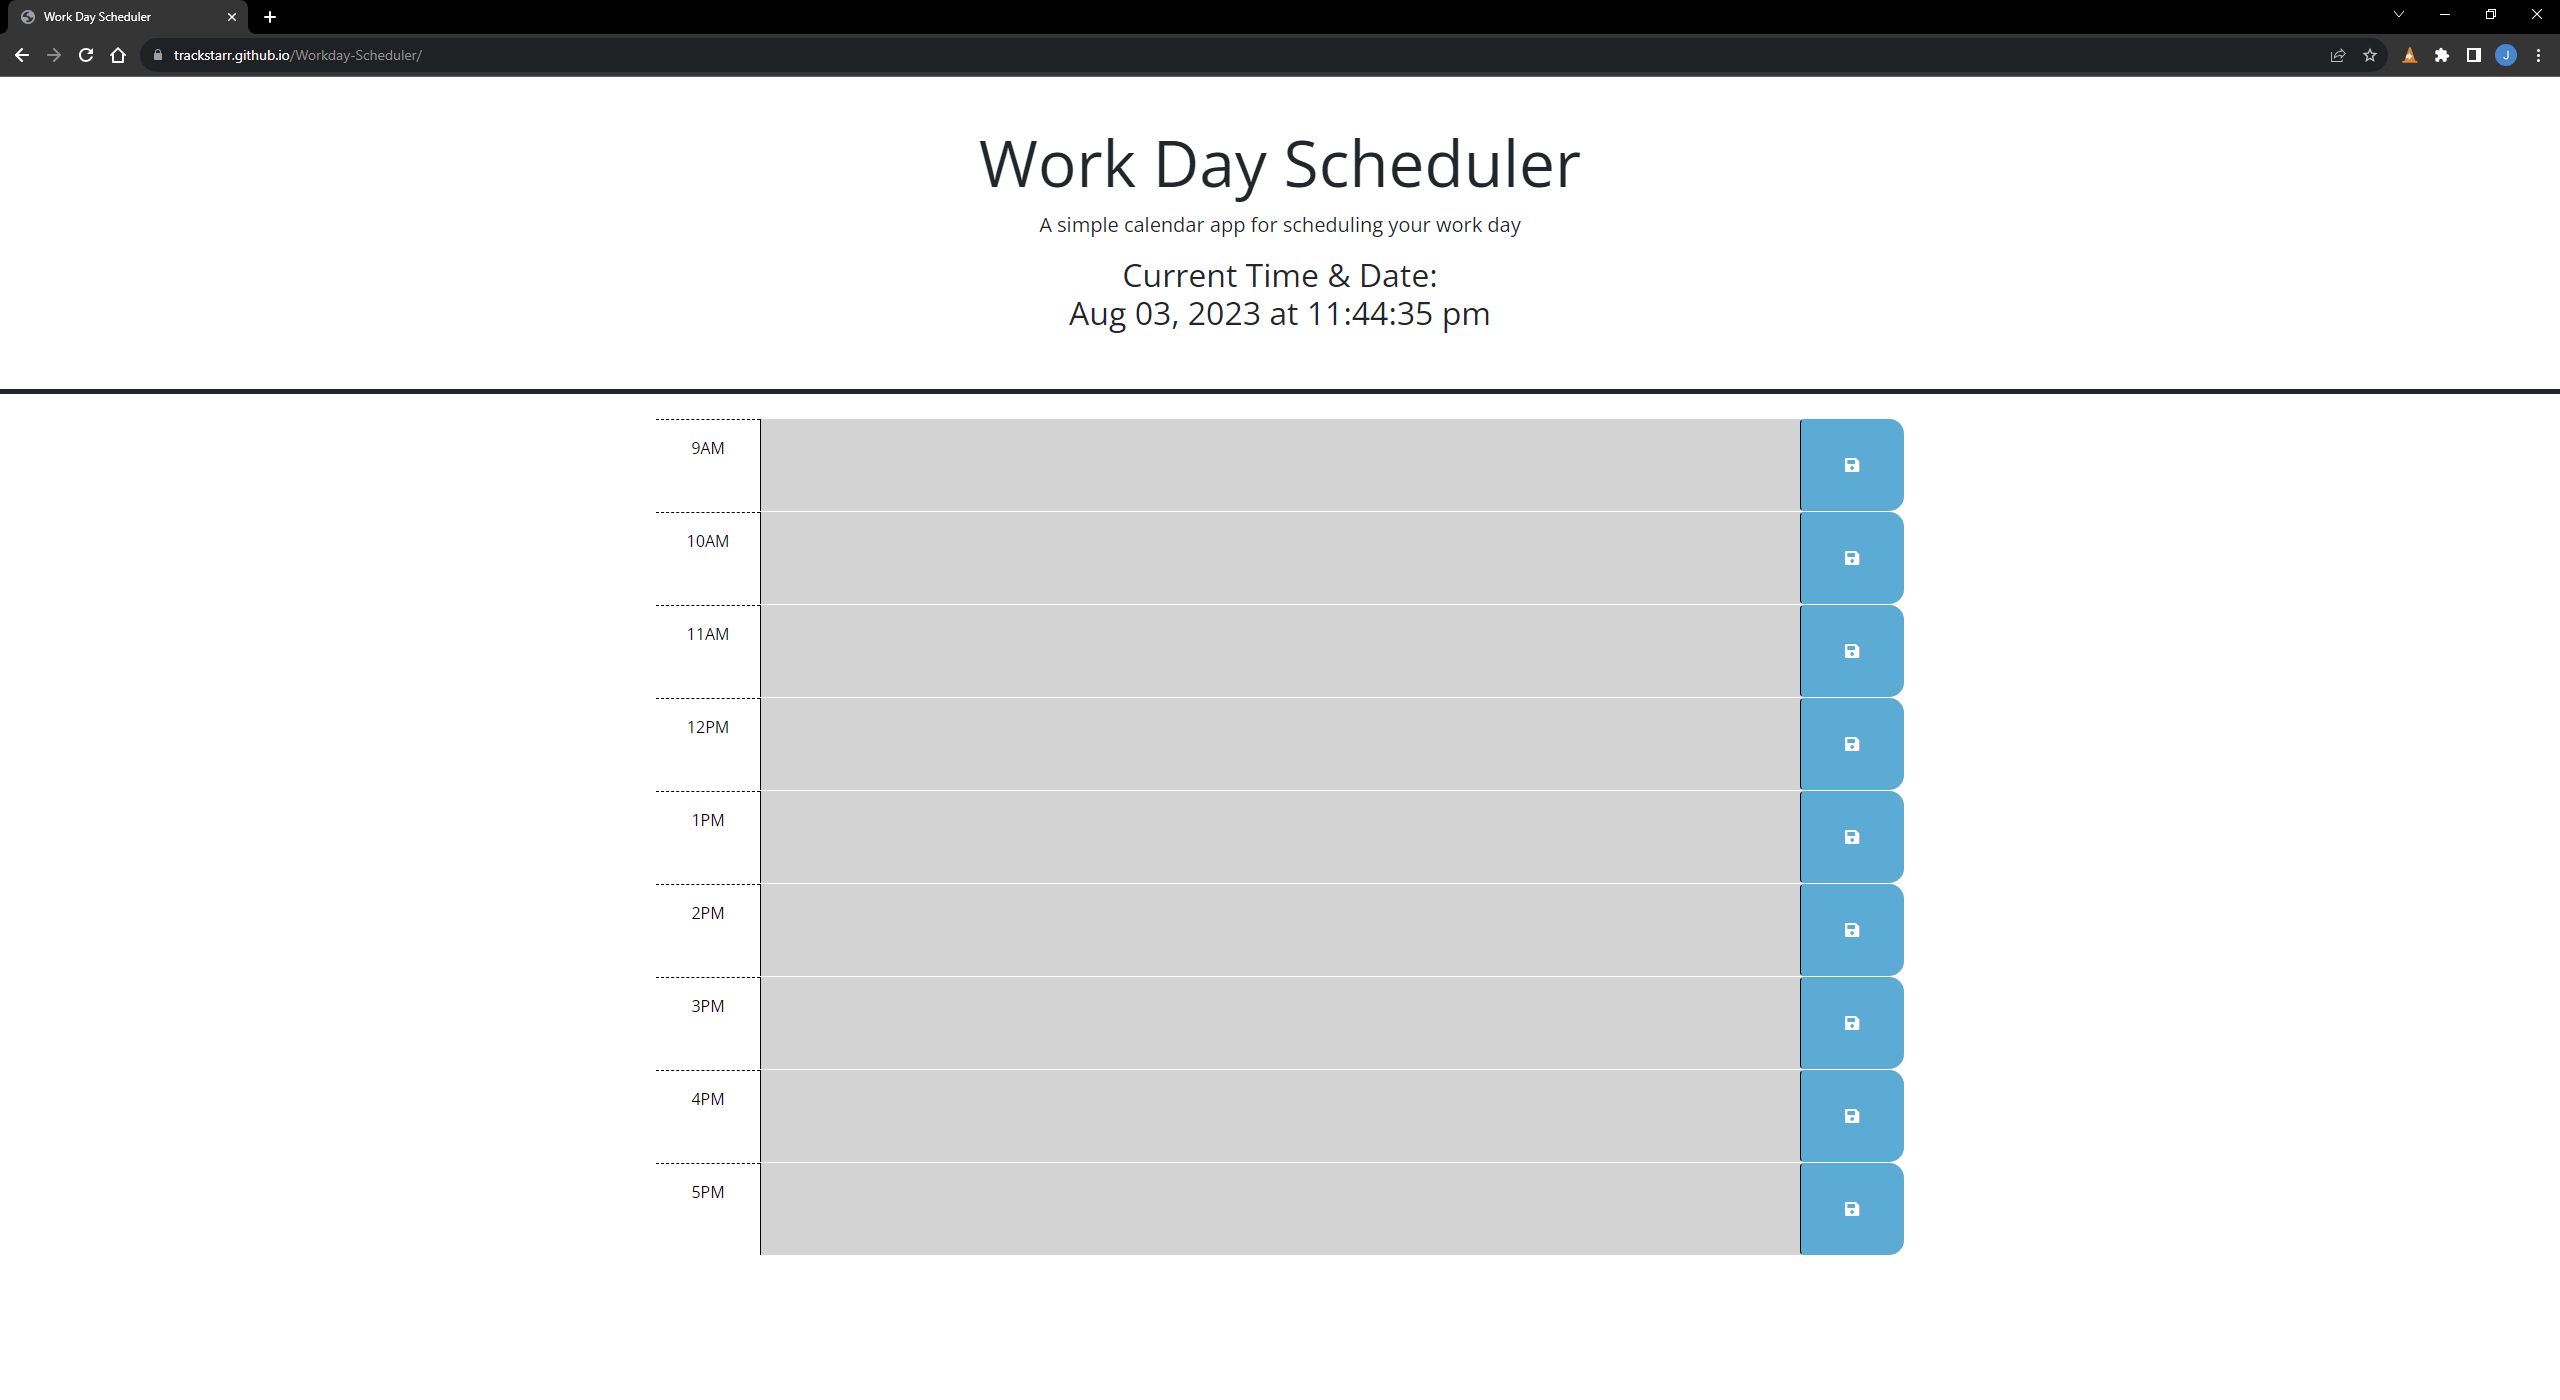 Work Day Scheduler
trackstarr.github.io/Workday-Scheduler/
J
Work Day Scheduler
A simple calendar app for scheduling your work day
Current Time & Date:
Aug 03, 2023 at 11:44:35 pm
9AM
10AM
11AM
12PM
1PM
2PM
3PM
4PM
5PM